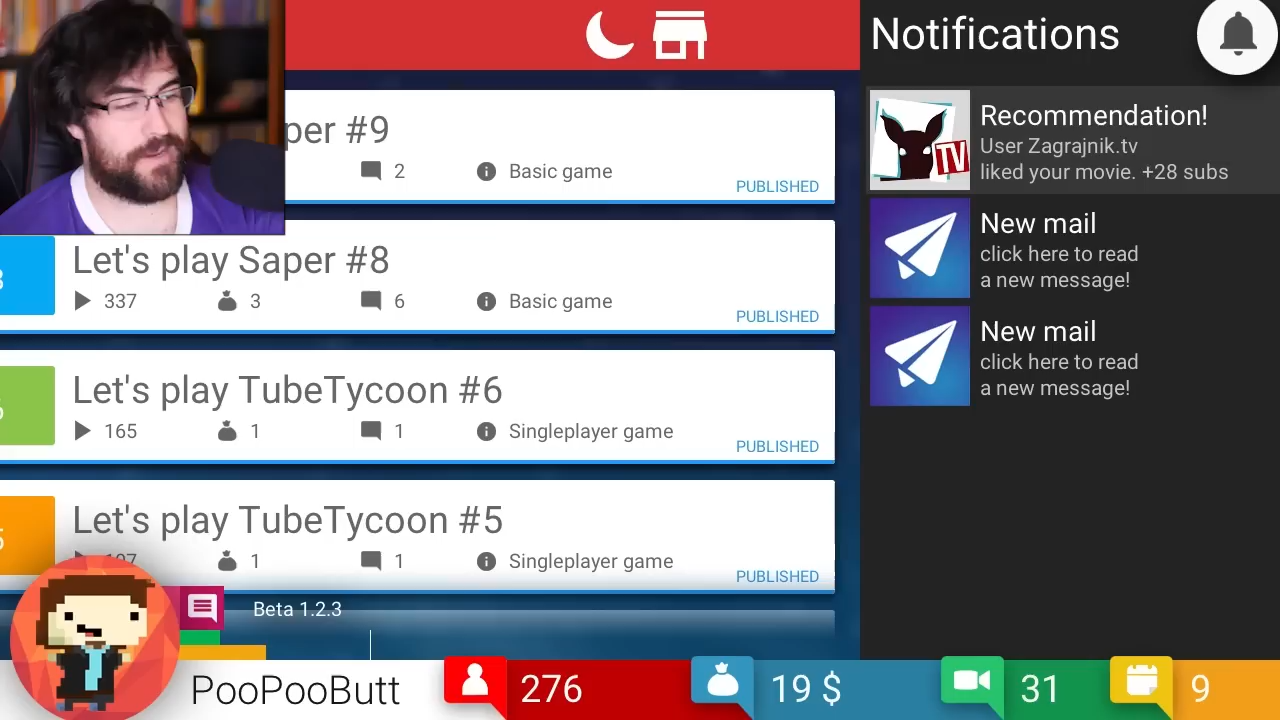 Notifications
per #9
2
Basic game
PUBLISHED
Let's play Saper #8
337
3
6
Basic game
PUBLISHED
Let's play TubeTycoon #6
165
1
1
Singleplayer game
PUBLISHED
Let's play TubeTycoon #5
1
1
Singleplayer game
PUBLISHED
Recommendation!
User Zagrajnik.tv
liked your movie. +28 subs
TV
New mail
click here to read
a new message!
New mail
click here to read
a new message!
Beta 1.2.3
PooPooButt
276
19 $
31
9